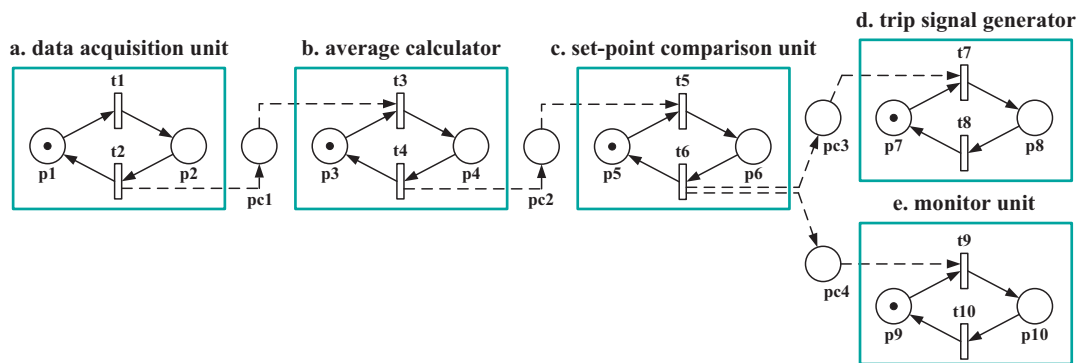 d. trip signal generator
a. data acquisition unit
b. average calculator
c. set-point comparison unit
t1
t3
t5
t7
t2
t4
t6
t8
p1
p2
pc1
p3
p4
pc2
p5
p6
pc3
p7
p8
e. monitor unit
t9
pc4
t10
p9
p10